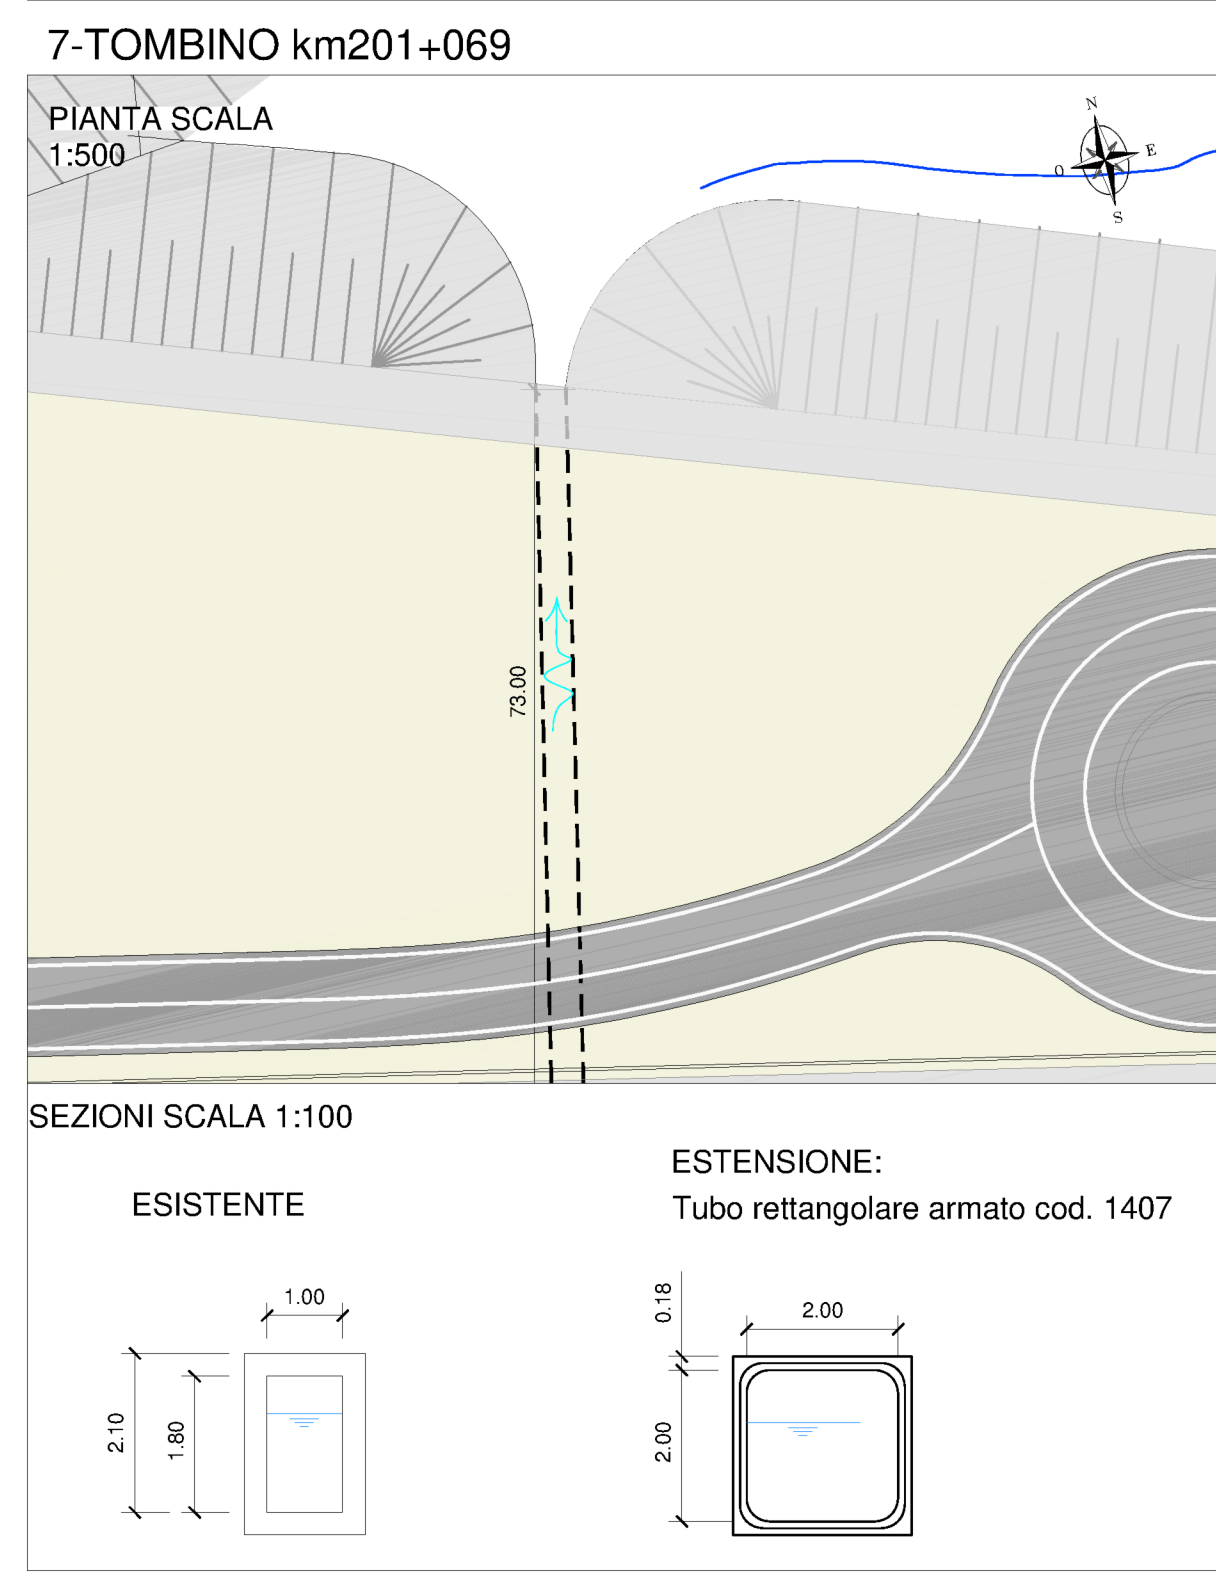 7-TOMBINO km201+069
PIANTA SCALA
1:500
N
E
O
S
73.00
SEZIONI SCALA 1:100
ESISTENTE
ESTENSIONE:
Tubo rettangolare armato cod. 1407
1.00
2.10
1.80
0.18
2.00
2.00